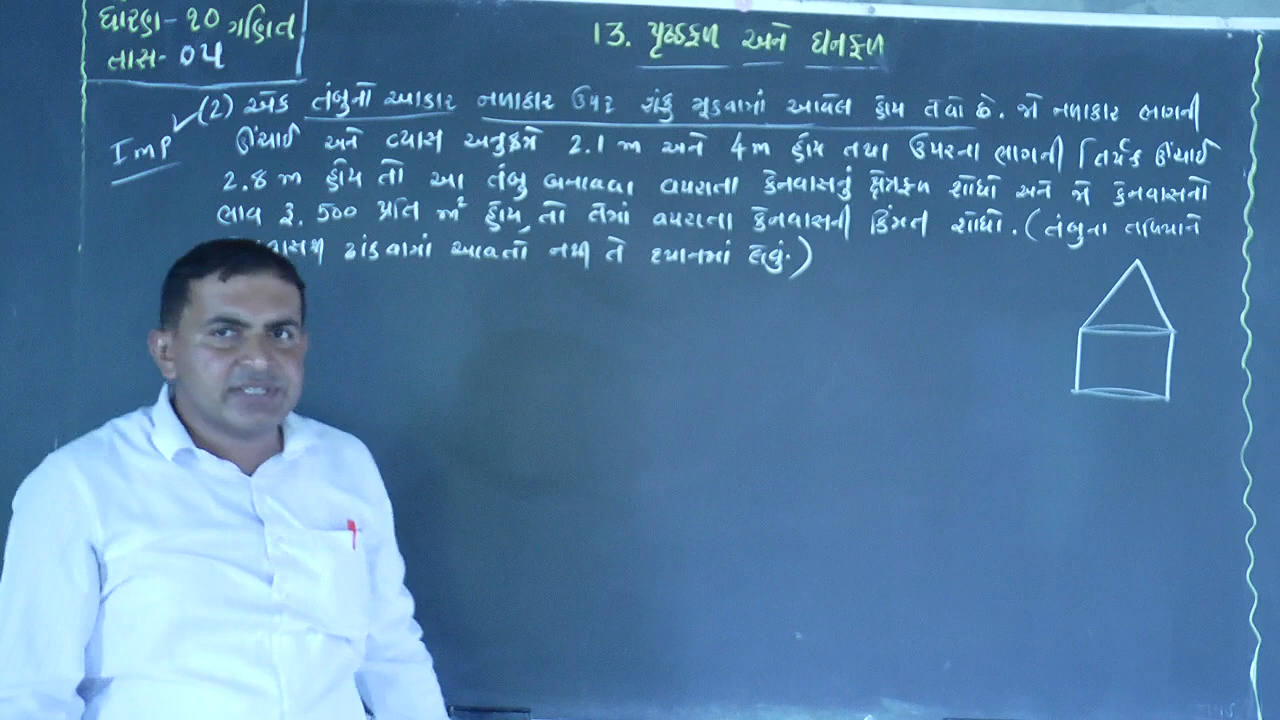 ધોરણ-૧૦ ગણિત
તાસ-૦૫
13. પૃષ્ઠફળ અને ઘનફળ
IMP
(2) એક તંબુનો આકાર નળાકાર ઉપર શંકુ મૂકવામાં આવેલ હોય તેવો છે. જો નળાકાર ભાગની
ઊંચાઈ અને વ્યાસ અનુક્રમે 2.1 m અને 4 m હોય તથા ઉપરના ભાગની તિર્યક ઊંચાઈ
2.8 m હોય તો આ તંબુ બનાવવા વપરાતા કેનવાસનું ક્ષેત્રફળ શોધો અને જો કેનવાસનો
ભાવ રૂ. 500 પ્રતિ m² હોય, તો તેમાં વપરાતા કેનવાસની કિંમત શોધો. (તંબુના તળિયાને
ઢાંકવામાં આવતો નથી તે ધ્યાનમાં લેવું.)